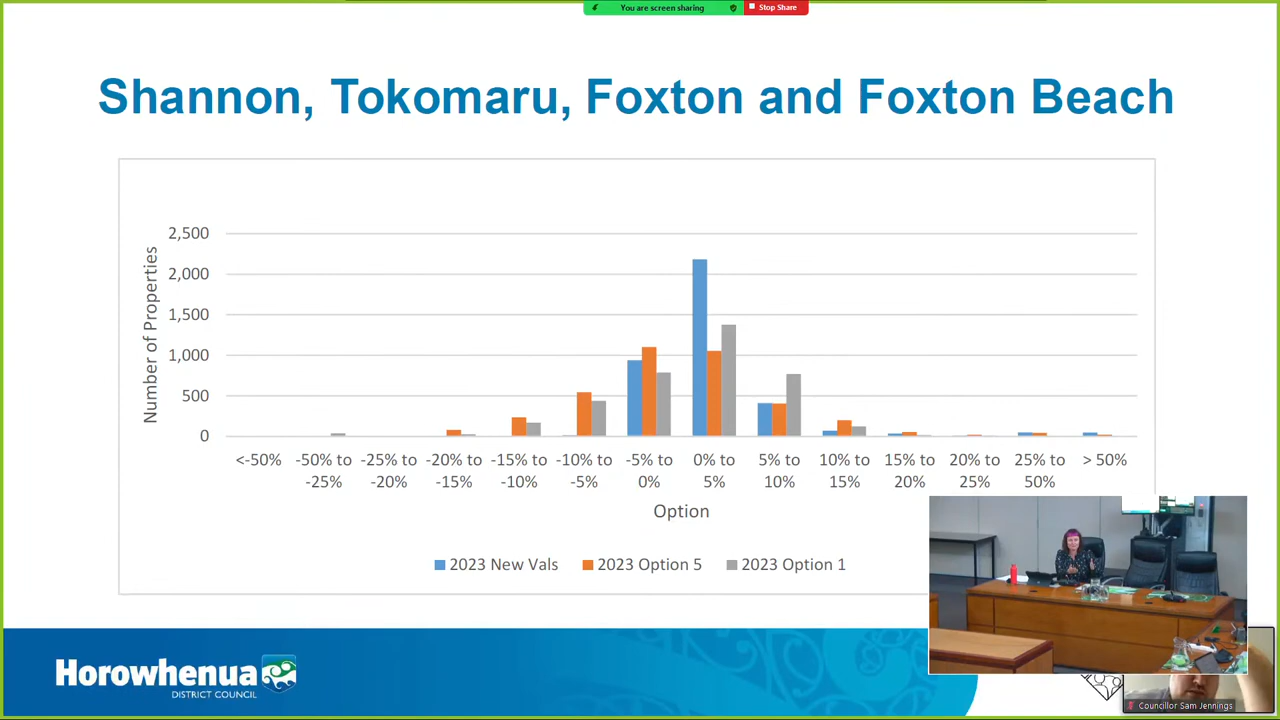 You are screen sharing
Stop Share
Shannon, Tokomaru, Foxton and Foxton Beach
2,500
2,000
1,500
1,000
500
0
Number of Properties
<-50%
-50% to -25%
-25% to -20%
-20% to -15%
-15% to -10%
-10% to -5%
-5% to 0%
0% to 5%
5% to 10%
10% to 15%
15% to 20%
20% to 25%
25% to 50%
> 50%
Option
2023 New Vals
2023 Option 5
2023 Option 1
Horowhenua
DISTRICT COUNCIL
Councillor Sam Jennings